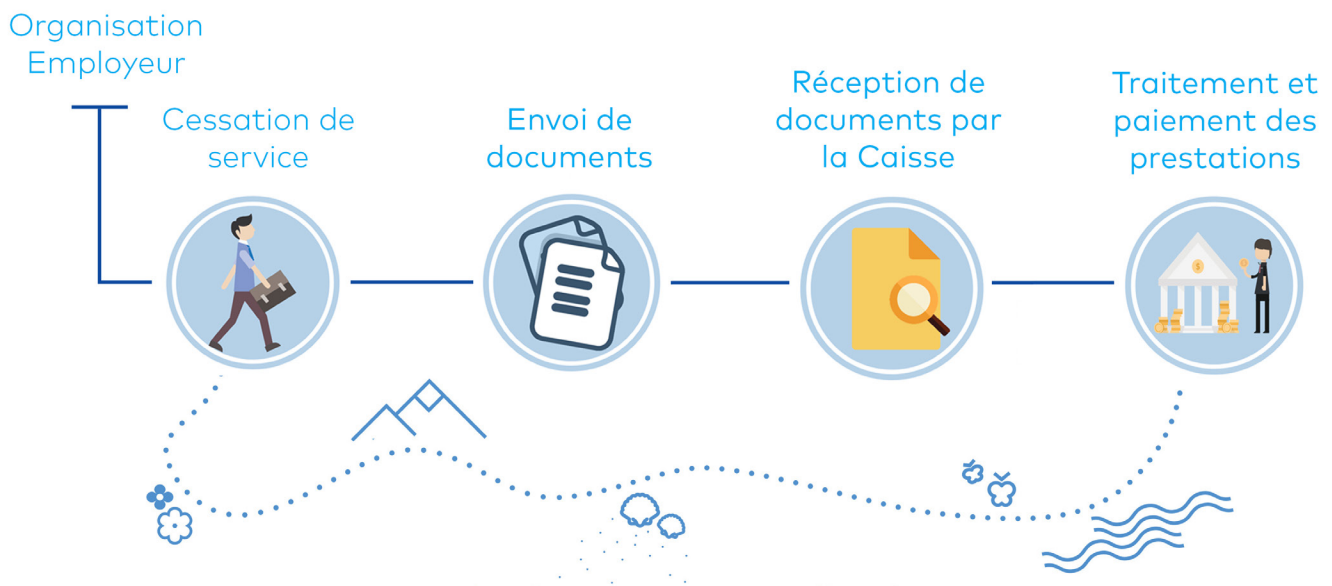 Organisation
Employeur
Cessation de
service
Envoi de
documents
Réception de
documents par
la Caisse
Traitement et
paiement des
prestations